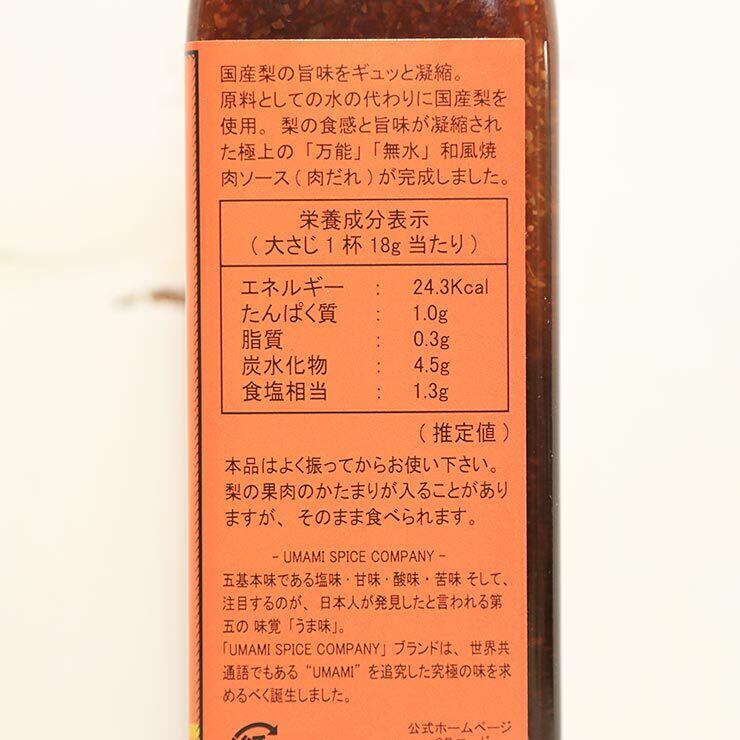 国産梨の旨味をギュッと凝縮。
原料としての水の代わりに国産梨を
使用。梨の食感と旨味が凝縮され
た極上の「万能」「無水」和風焼
肉ソース(肉だれ)が完成しました。
栄養成分表示
(大さじ1杯18g当たり)
エネルギー : 24.3Kcal
たんぱく質 : 1.0g
脂質 : 0.3g
炭水化物 : 4.5g
食塩相当 : 1.3g
(推定値)
本品はよく振ってからお使い下さい。
梨の果肉のかたまりが入ることがあり
ますが、そのまま食べられます。
- UMAMI SPICE COMPANY -
五基本味である塩味・甘味・酸味・苦味 そして、
注目するのが、日本人が発見したと言われる第
五の 味覚「うま味」。
「UMAMI SPICE COMPANY」ブランドは、世界共
通語でもある “UMAMI” を追究した究極の味を求
めるべく誕生しました。
公式ホームページ